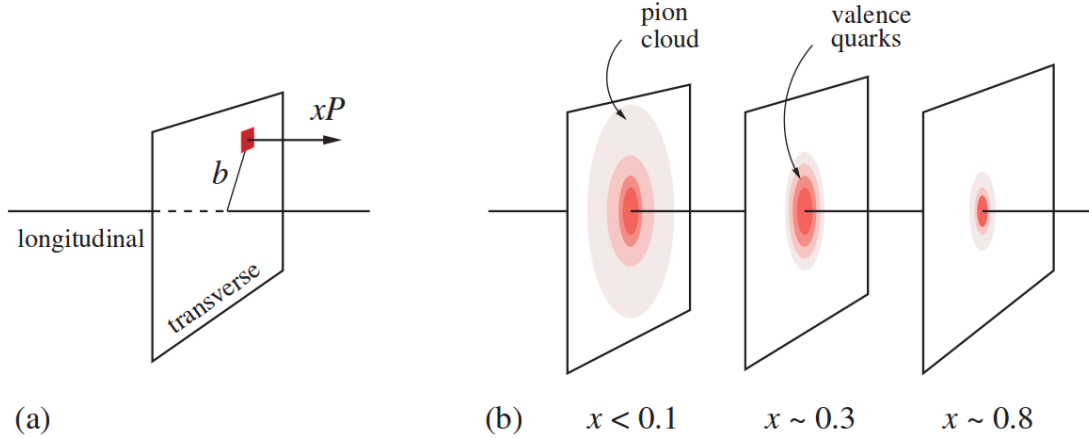 xP
b
longitudinal
transverse
(a)
pion
cloud
valence
quarks
(b)
x < 0.1
x ~ 0.3
x ~ 0.8